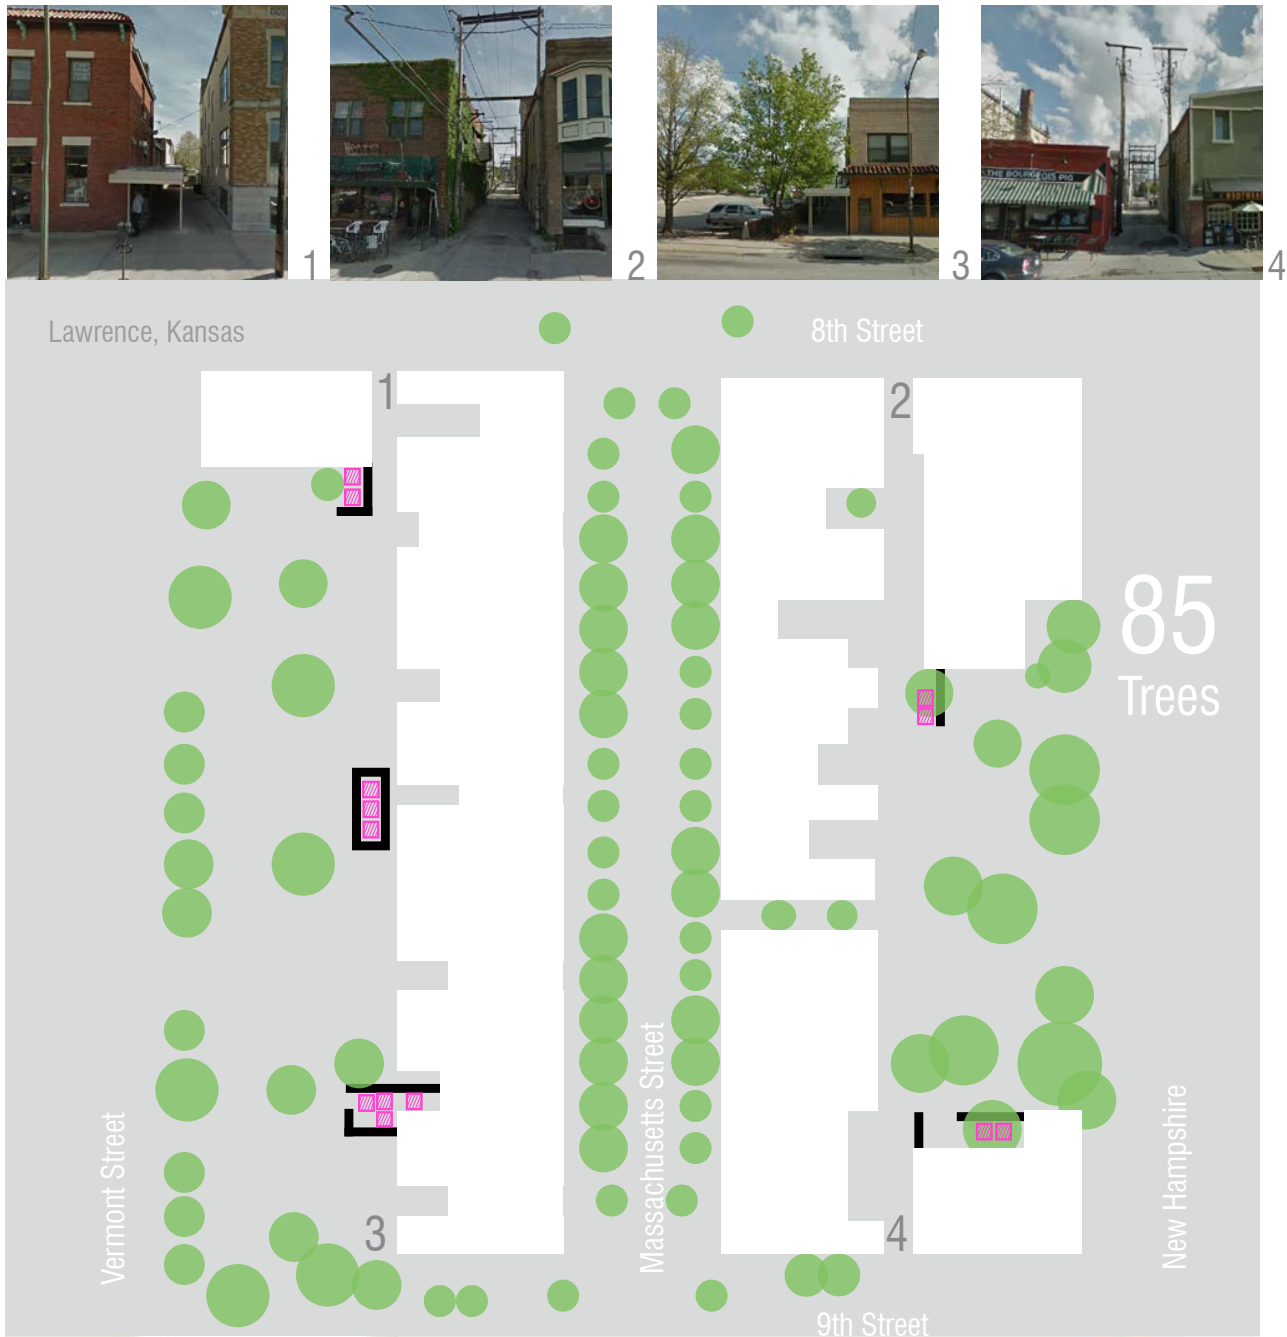 THE BOURGEOIS PIG
1
2
3
4
Lawrence, Kansas
8th Street
1
2
85
Trees
Vermont Street
Massachusetts Street
New Hampshire
3
4
9th Street